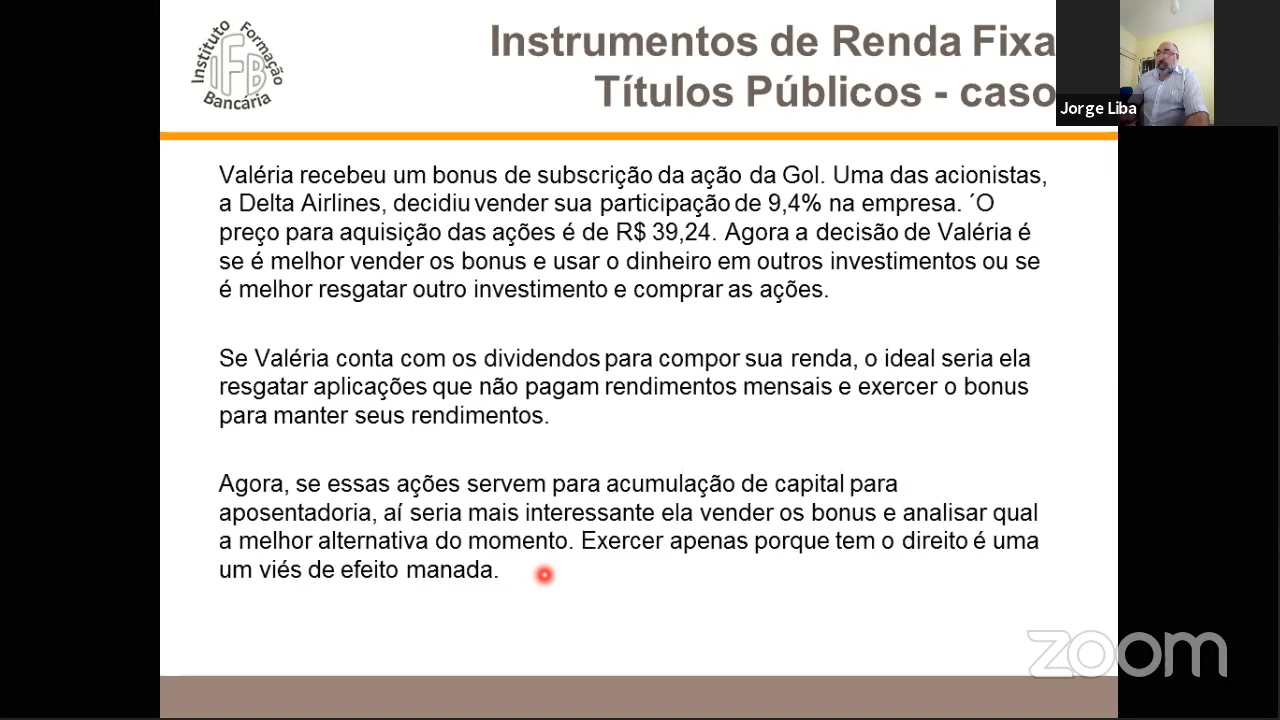 Instituto Formação
IFB
Bancária
Instrumentos de Renda Fixa
Títulos Públicos - caso
Jorge Liba
Valéria recebeu um bonus de subscrição da ação da Gol. Uma das acionistas,
a Delta Airlines, decidiu vender sua participação de 9,4% na empresa. ´O
preço para aquisição das ações é de R$ 39,24. Agora a decisão de Valéria é
se é melhor vender os bonus e usar o dinheiro em outros investimentos ou se
é melhor resgatar outro investimento e comprar as ações.
Se Valéria conta com os dividendos para compor sua renda, o ideal seria ela
resgatar aplicações que não pagam rendimentos mensais e exercer o bonus
para manter seus rendimentos.
Agora, se essas ações servem para acumulação de capital para
aposentadoria, aí seria mais interessante ela vender os bonus e analisar qual
a melhor alternativa do momento. Exercer apenas porque tem o direito é uma
um viés de efeito manada.
zoom